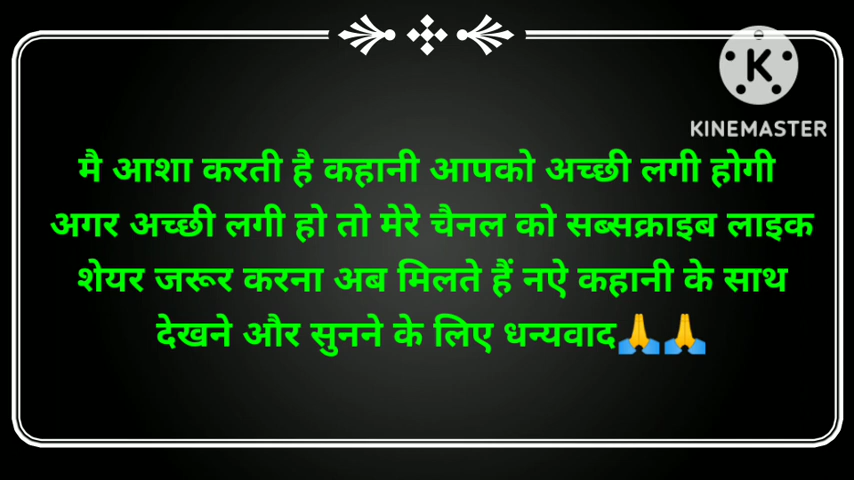 KINEMASTER
मै आशा करती है कहानी आपको अच्छी लगी होगी
अगर अच्छी लगी हो तो मेरे चैनल को सब्सक्राइब लाइक
शेयर जरूर करना अब मिलते हैं नऐ कहानी के साथ
देखने और सुनने के लिए धन्यवाद🙏🙏